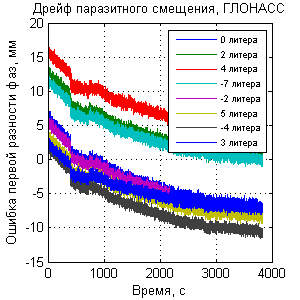 Дрейф паразитного смещения, ГЛОНАСС
Ошибка первой разности фаз, мм
20
15
10
5
0
-5
-10
-15
0 литера
2 литера
4 литера
-7 литера
-2 литера
5 литера
-4 литера
3 литера
0
1000
2000
3000
4000
Время, с